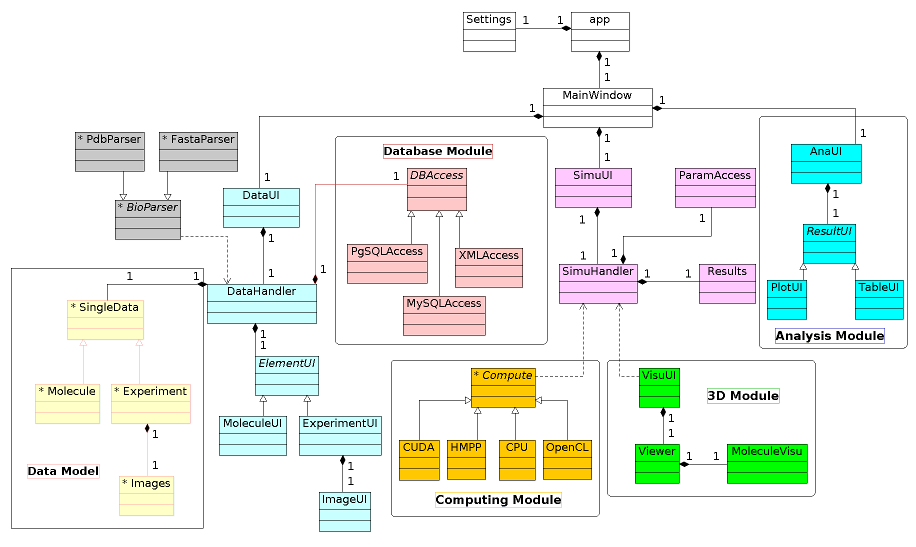 Settings
1
1
app
1
1
MainWindow
1
1
1
1
* PdbParser
* FastaParser
Database Module
AnaUI
1
1
1
DBAccess
SimuUI
ParamAccess
1
DataUI
* BioParser
1
1
1
1
1
ResultUI
PgSQLAccess
XMLAccess
1
1
1
1
1
1
SimuHandler
1
1
Results
DataHandler
PlotUI
TableUI
* SingleData
MySQLAccess
1
1
Analysis Module
ElementUI
* Compute
VisuUI
* Molecule
* Experiment
3D Module
MoleculeUI
ExperimentUI
1
1
1
CUDA
HMPP
CPU
OpenCL
Viewer
1
1
MoleculeVisu
1
1
1
Data Model
* Images
ImageUI
Computing Module